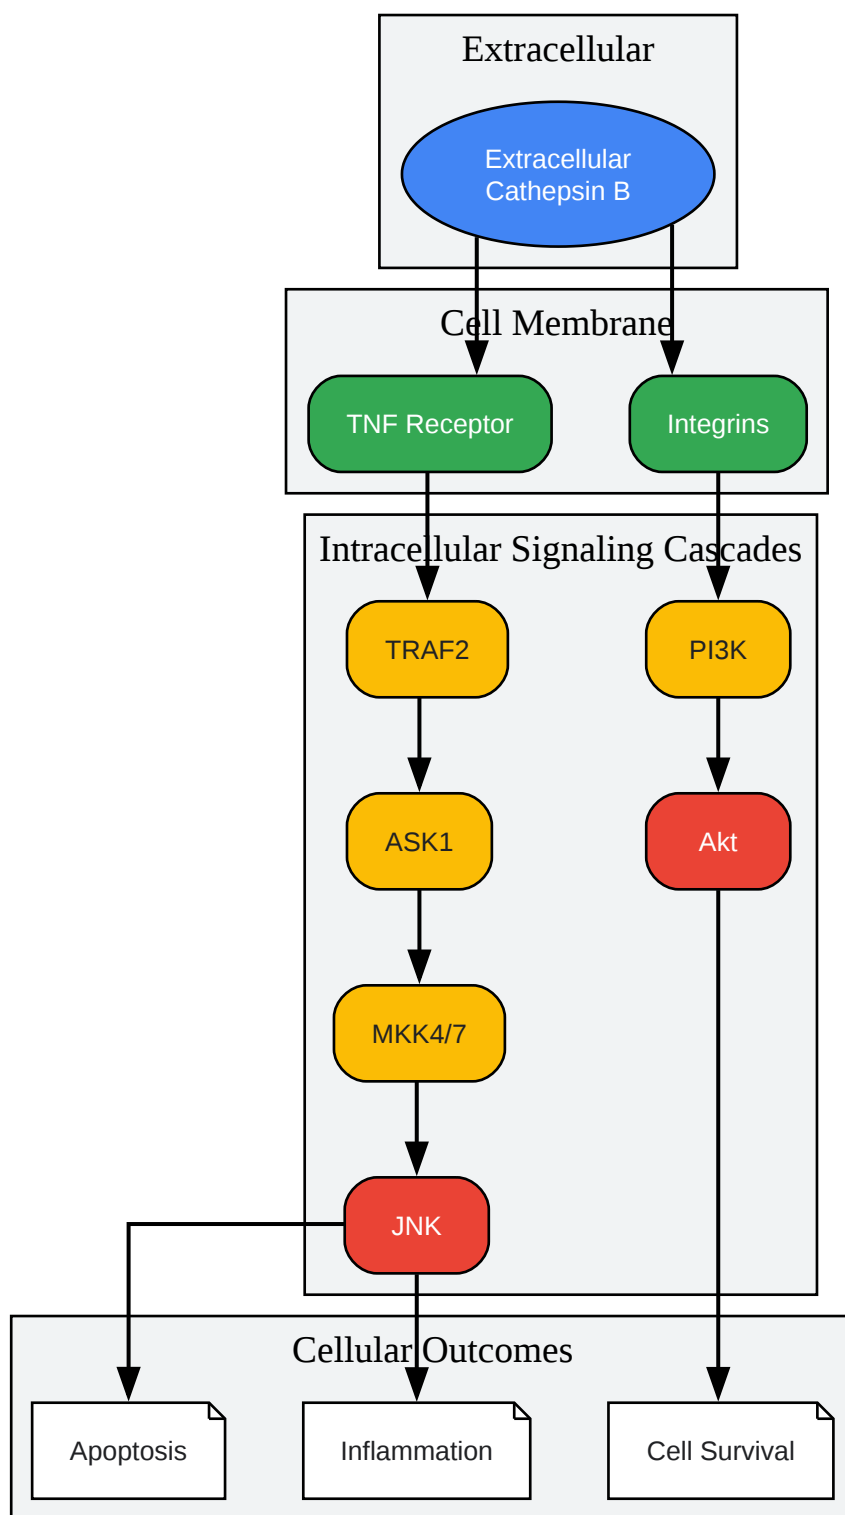 Extracellular
Extracellular
Cathepsin B
Cell Membrane
TNF Receptor
Integrins
Intracellular Signaling Cascades
TRAF2
PI3K
ASK1
Akt
MKK4/7
JNK
Cellular Outcomes
Apoptosis
Inflammation
Cell Survival